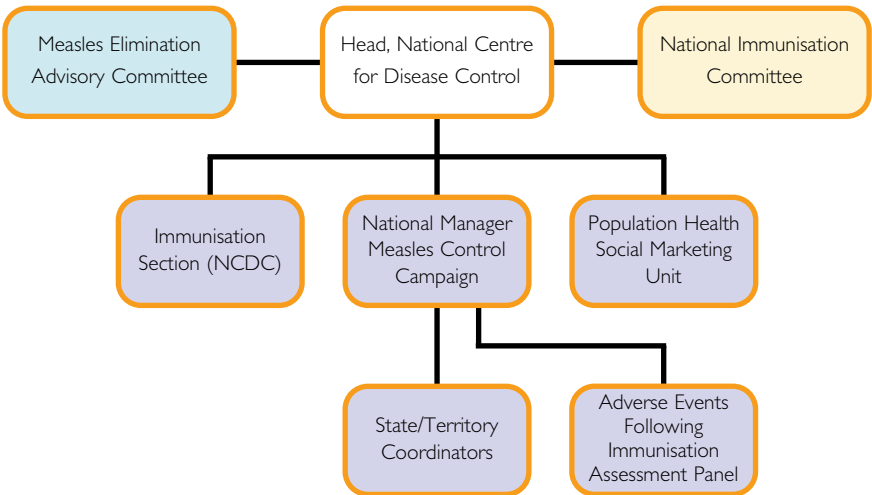 Measles Elimination
Advisory Committee
Head, National Centre
for Disease Control
National Immunisation
Committee
Immunisation
Section (NCDC)
National Manager
Measles Control
Campaign
Population Health
Social Marketing
Unit
State/Territory
Coordinators
Adverse Events
Following
Immunisation
Assessment Panel